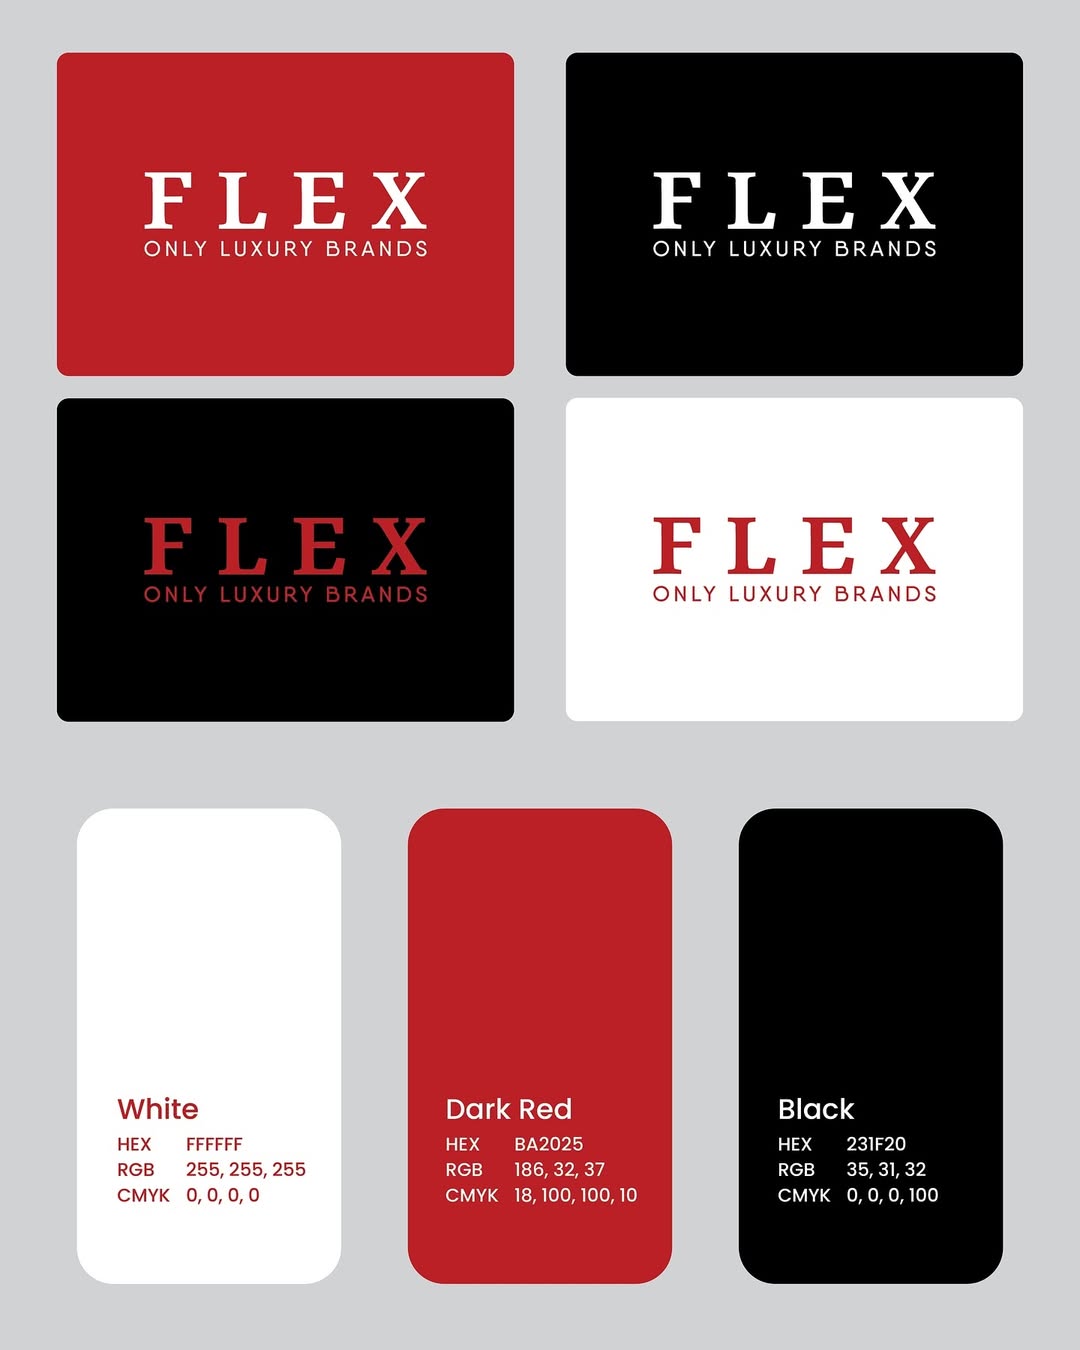 FLEX
ONLY LUXURY BRANDS
FLEX
ONLY LUXURY BRANDS
FLEX
ONLY LUXURY BRANDS
FLEX
ONLY LUXURY BRANDS
White
HEX FFFFFF
RGB 255, 255, 255
CMYK 0, 0, 0, 0
Dark Red
HEX BA2025
RGB 186, 32, 37
CMYK 18, 100, 100, 10
Black
HEX 231F20
RGB 35, 31, 32
CMYK 0, 0, 0, 100